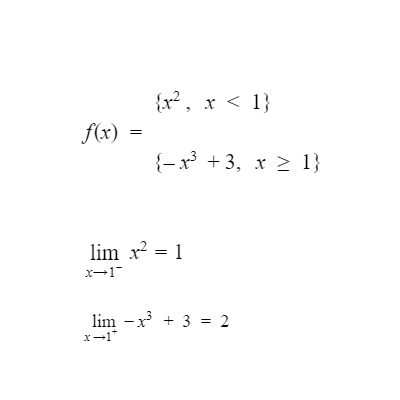 {x², x < 1}
f(x) =
{−x³ + 3, x ≥ 1}
lim x² = 1
x→1⁻
lim −x³ + 3 = 2
x→1⁺